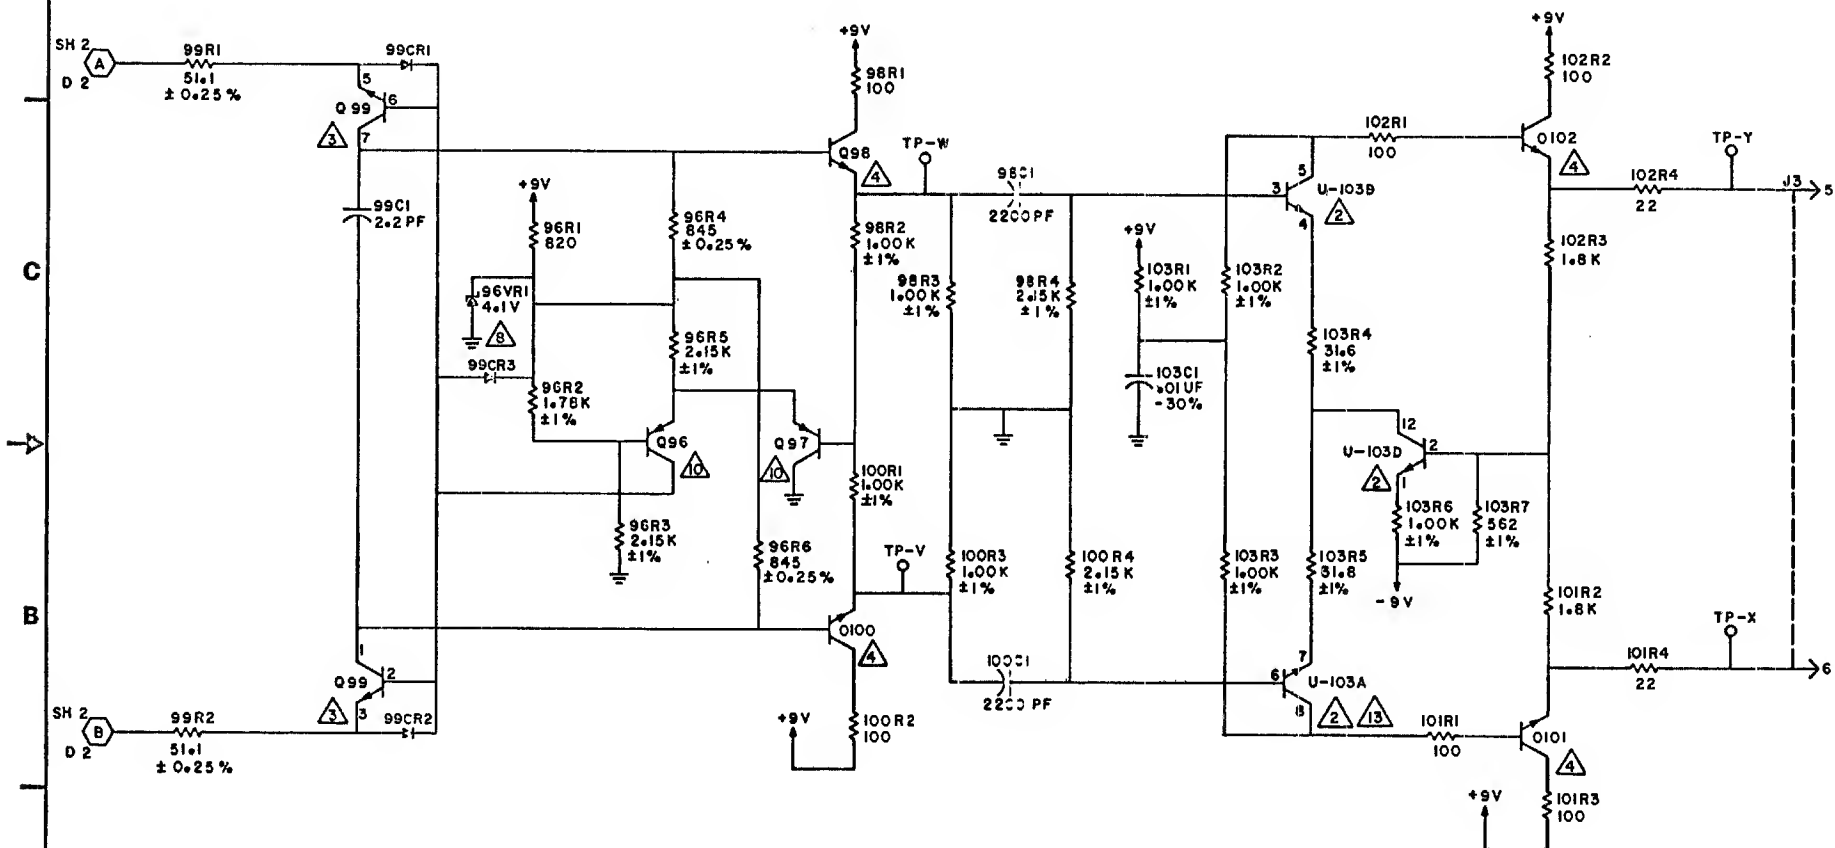 SH 2
A
D 2
99R1
51.1
± 0.25 %
99CR1
5
6
Q99
3
7
99C1
2.2 PF
+9V
96R1
820
96VR1
4.1V
8
99CR3
96R2
1.78K
±1%
96R4
845
±0.25%
96R5
2.15K
±1%
Q96
10
Q97
10
96R3
2.15K
±1%
96R6
845
±0.25%
1
2
Q99
3
3
SH 2
B
D 2
99R2
51.1
± 0.25 %
99CR2
+9V
98R1
100
Q98
4
TP-W
98R2
1.00K
±1%
100R1
1.00K
±1%
TP-V
0100
4
+9V
100R2
100
98C1
2200 PF
98R3
1.00K
±1%
98R4
2.15K
±1%
100R3
1.00K
±1%
100R4
2.15K
±1%
100C1
2200 PF
+9V
103R1
1.00K
±1%
103C1
.01UF
-30%
103R2
1.00K
±1%
103R3
1.00K
±1%
5
3
4
U-103B
2
103R4
31.6
±1%
12
2
U-103D
2
1
103R6
1.00K
±1%
103R7
562
±1%
-9V
103R5
31.8
±1%
7
6
U-103A
2
13
102R1
100
+9V
102R2
100
0102
4
102R3
1.8K
102R4
22
TP-Y
J3
5
101R2
1.8K
101R4
22
TP-X
6
101R1
100
0101
4
101R3
100
+9V
C
B